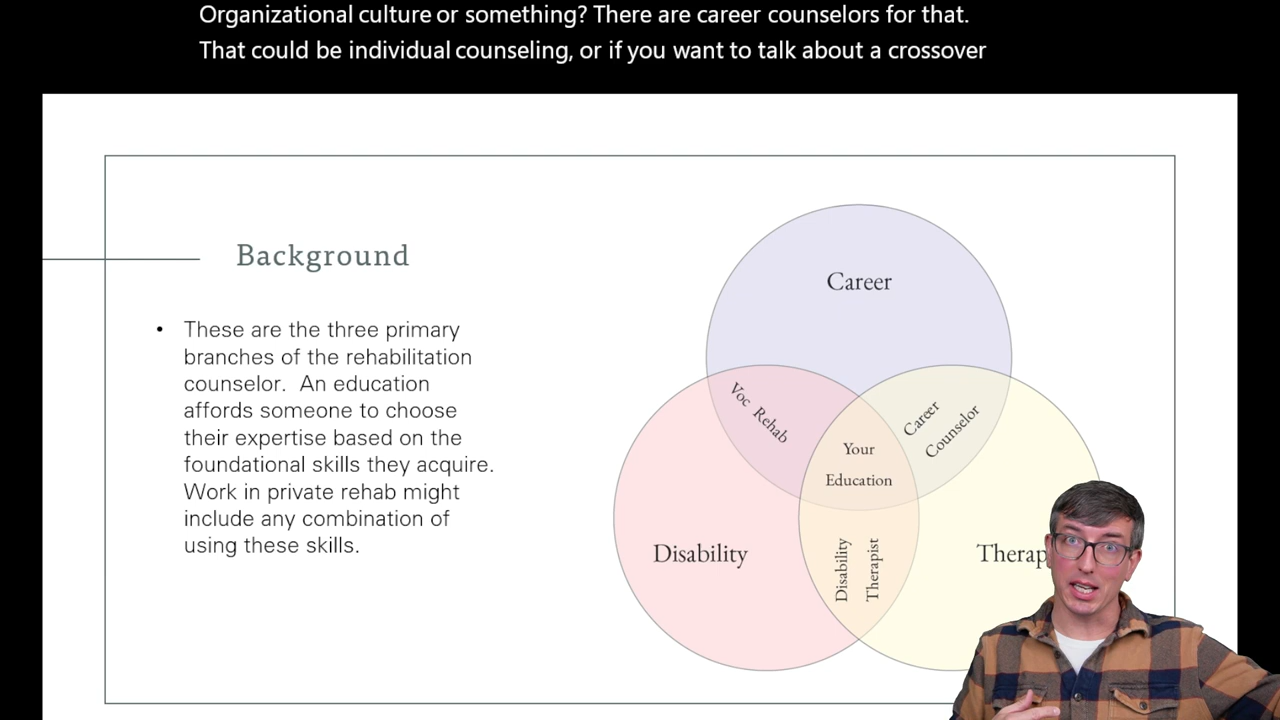 Organizational culture or something? There are career counselors for that.
That could be individual counseling, or if you want to talk about a crossover
Background
• These are the three primary
branches of the rehabilitation
counselor. An education
affords someone to choose
their expertise based on the
foundational skills they acquire.
Work in private rehab might
include any combination of
using these skills.
Career
Voc Rehab
Career
Counselor
Your
Education
Disability
Disability
Therapist